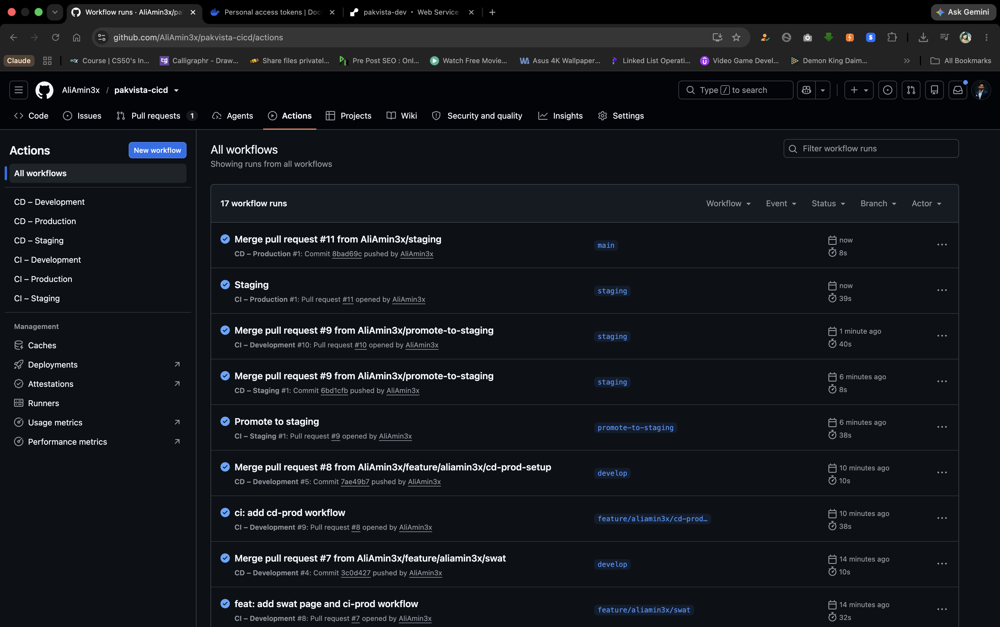 Workflow runs · AliAmin3x/pa
Personal access tokens | Doc
pakvista-dev • Web Service
Ask Gemini
github.com/AliAmin3x/pakvista-cicd/actions
Claude
edX Course | CS50's In...
cg Calligraphr - Draw...
Share files privatel...
Pre Post SEO : Onl...
Watch Free Movie...
WA Asus 4K Wallpaper...
Linked List Operati...
Video Game Devel...
Demon King Daim...
All Bookmarks
AliAmin3x / pakvista-cicd
Type / to search
Code
Issues
Pull requests 1
Agents
Actions
Projects
Wiki
Security and quality
Insights
Settings
Actions
New workflow
All workflows
CD – Development
CD – Production
CD – Staging
CI – Development
CI – Production
CI – Staging
Management
Caches
Deployments
Attestations
Runners
Usage metrics
Performance metrics
All workflows
Showing runs from all workflows
Filter workflow runs
17 workflow runs
Workflow
Event
Status
Branch
Actor
Merge pull request #11 from AliAmin3x/staging
CD – Production #1: Commit 8bad69c pushed by AliAmin3x
main
now
8s
Staging
CI – Production #1: Pull request #11 opened by AliAmin3x
staging
now
39s
Merge pull request #9 from AliAmin3x/promote-to-staging
CI – Development #10: Pull request #10 opened by AliAmin3x
staging
1 minute ago
40s
Merge pull request #9 from AliAmin3x/promote-to-staging
CD – Staging #1: Commit 6bd1cfb pushed by AliAmin3x
staging
6 minutes ago
8s
Promote to staging
CI – Staging #1: Pull request #9 opened by AliAmin3x
promote-to-staging
6 minutes ago
38s
Merge pull request #8 from AliAmin3x/feature/aliamin3x/cd-prod-setup
CD – Development #5: Commit 7ae49b7 pushed by AliAmin3x
develop
10 minutes ago
10s
ci: add cd-prod workflow
CI – Development #9: Pull request #8 opened by AliAmin3x
feature/aliamin3x/cd-prod…
10 minutes ago
38s
Merge pull request #7 from AliAmin3x/feature/aliamin3x/swat
CD – Development #4: Commit 3c0d427 pushed by AliAmin3x
develop
14 minutes ago
10s
feat: add swat page and ci-prod workflow
CI – Development #8: Pull request #7 opened by AliAmin3x
feature/aliamin3x/swat
14 minutes ago
32s